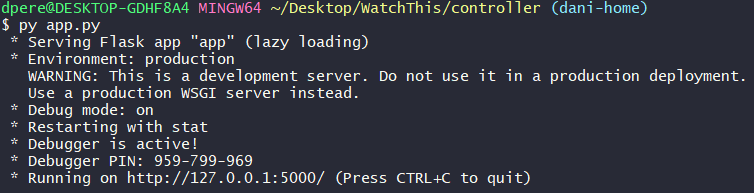 dpere@DESKTOP-GDHF8A4 MINGW64 ~/Desktop/WatchThis/controller (dani-home)
$ py app.py
 * Serving Flask app "app" (lazy loading)
 * Environment: production
   WARNING: This is a development server. Do not use it in a production deployment.
   Use a production WSGI server instead.
 * Debug mode: on
 * Restarting with stat
 * Debugger is active!
 * Debugger PIN: 959-799-969
 * Running on http://127.0.0.1:5000/ (Press CTRL+C to quit)